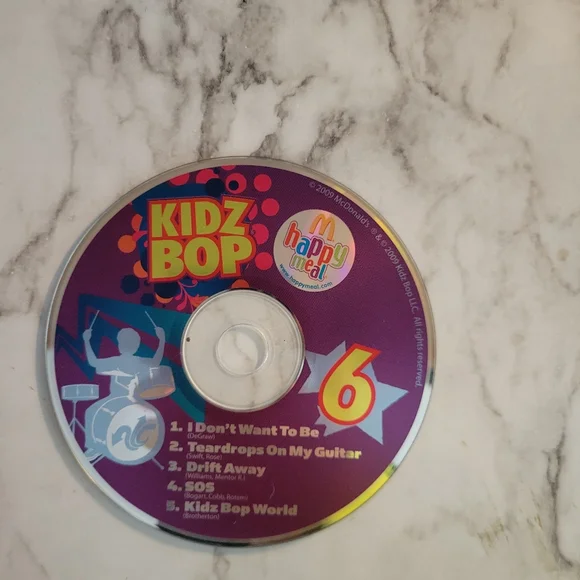 KIDZ
BOP
© 2009 McDonald's ® & © 2009 Kidz Bop LLC. All rights reserved.
happy
meal
www.happymeal.com
6
1. I Don't Want To Be
(DeGraw)
2. Teardrops On My Guitar
(Swift, Rose)
3. Drift Away
(Williams, Mentor R.)
4. SOS
(Bogart, Cobb, Rotem)
5. Kidz Bop World
(Brotherton)